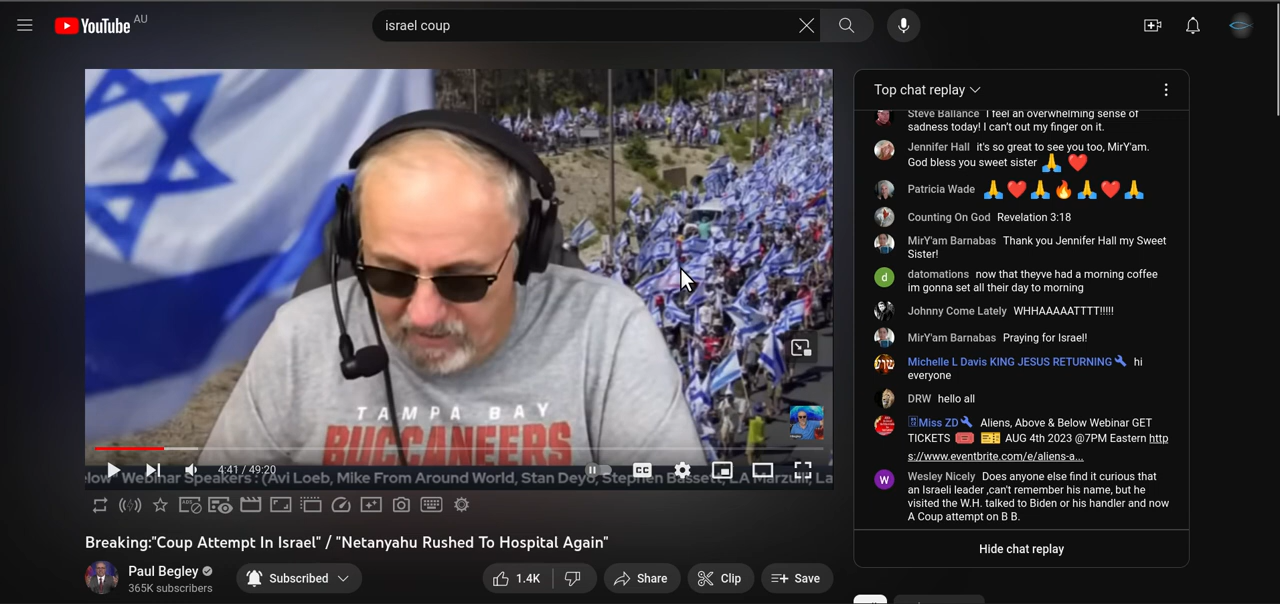 YouTube AU
israel coup
TAMPA BAY
BUCCANEERS
4:41 / 49:20
CC
elow" Webinar Speakers : (Avi Loeb, Mike From Around World, Stan Deyo, Stephen Bassett, LA Marzulli, La
Breaking:"Coup Attempt In Israel" / "Netanyahu Rushed To Hospital Again"
Paul Begley
365K subscribers
Subscribed
1.4K
Share
Clip
Save
Top chat replay
Steve Ballance I feel an overwhelming sense of
sadness today! I can't out my finger on it.
Jennifer Hall it's so great to see you too, MirY'am.
God bless you sweet sister 🙏 ❤️
Patricia Wade 🙏❤️🙏🔥🙏❤️🙏
Counting On God Revelation 3:18
MirY'am Barnabas Thank you Jennifer Hall my Sweet
Sister!
d
datomations now that theyve had a morning coffee
im gonna set all their day to morning
Johnny Come Lately WHHAAAAATTTT!!!!!
MirY'am Barnabas Praying for Israel!
Michelle L Davis KING JESUS RETURNING hi
everyone
DRW hello all
Miss ZD Aliens, Above & Below Webinar GET
TICKETS 🎟️ 🎫 AUG 4th 2023 @7PM Eastern http
s://www.eventbrite.com/e/aliens-a...
W
Wesley Nicely Does anyone else find it curious that
an Israeli leader ,can't remember his name, but he
visited the W.H. talked to Biden or his handler and now
A Coup attempt on B B.
Hide chat replay